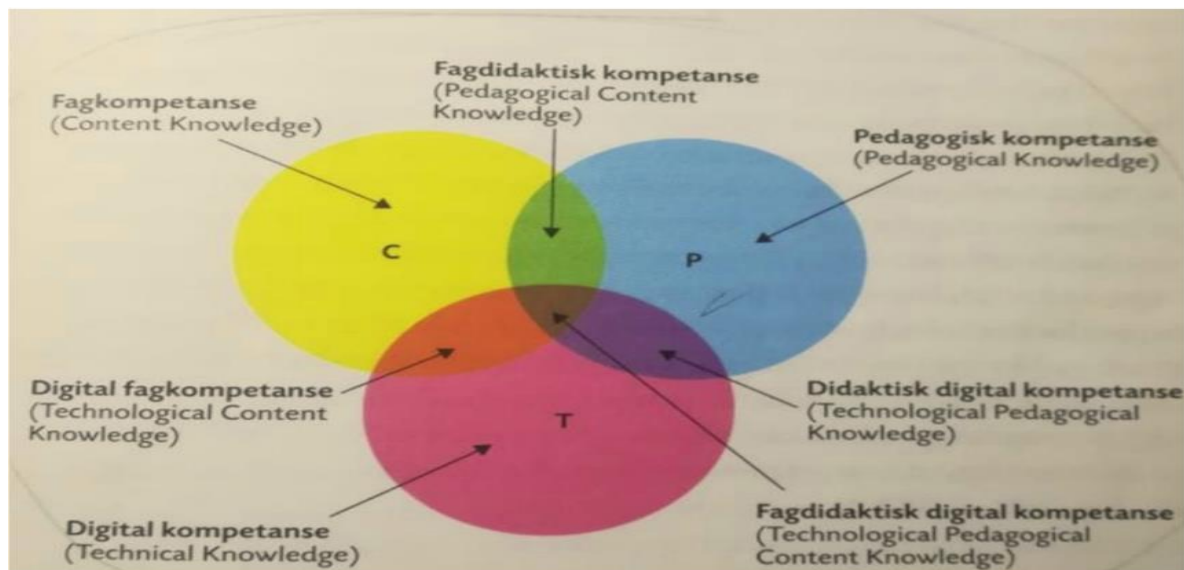 Fagdidaktisk kompetanse
(Pedagogical Content
Knowledge)
Fagkompetanse
(Content Knowledge)
Pedagogisk kompetanse
(Pedagogical Knowledge)
C
P
Digital fagkompetanse
(Technological Content
Knowledge)
Didaktisk digital kompetanse
(Technological Pedagogical
Knowledge)
T
Digital kompetanse
(Technical Knowledge)
Fagdidaktisk digital kompetanse
(Technological Pedagogical
Content Knowledge)